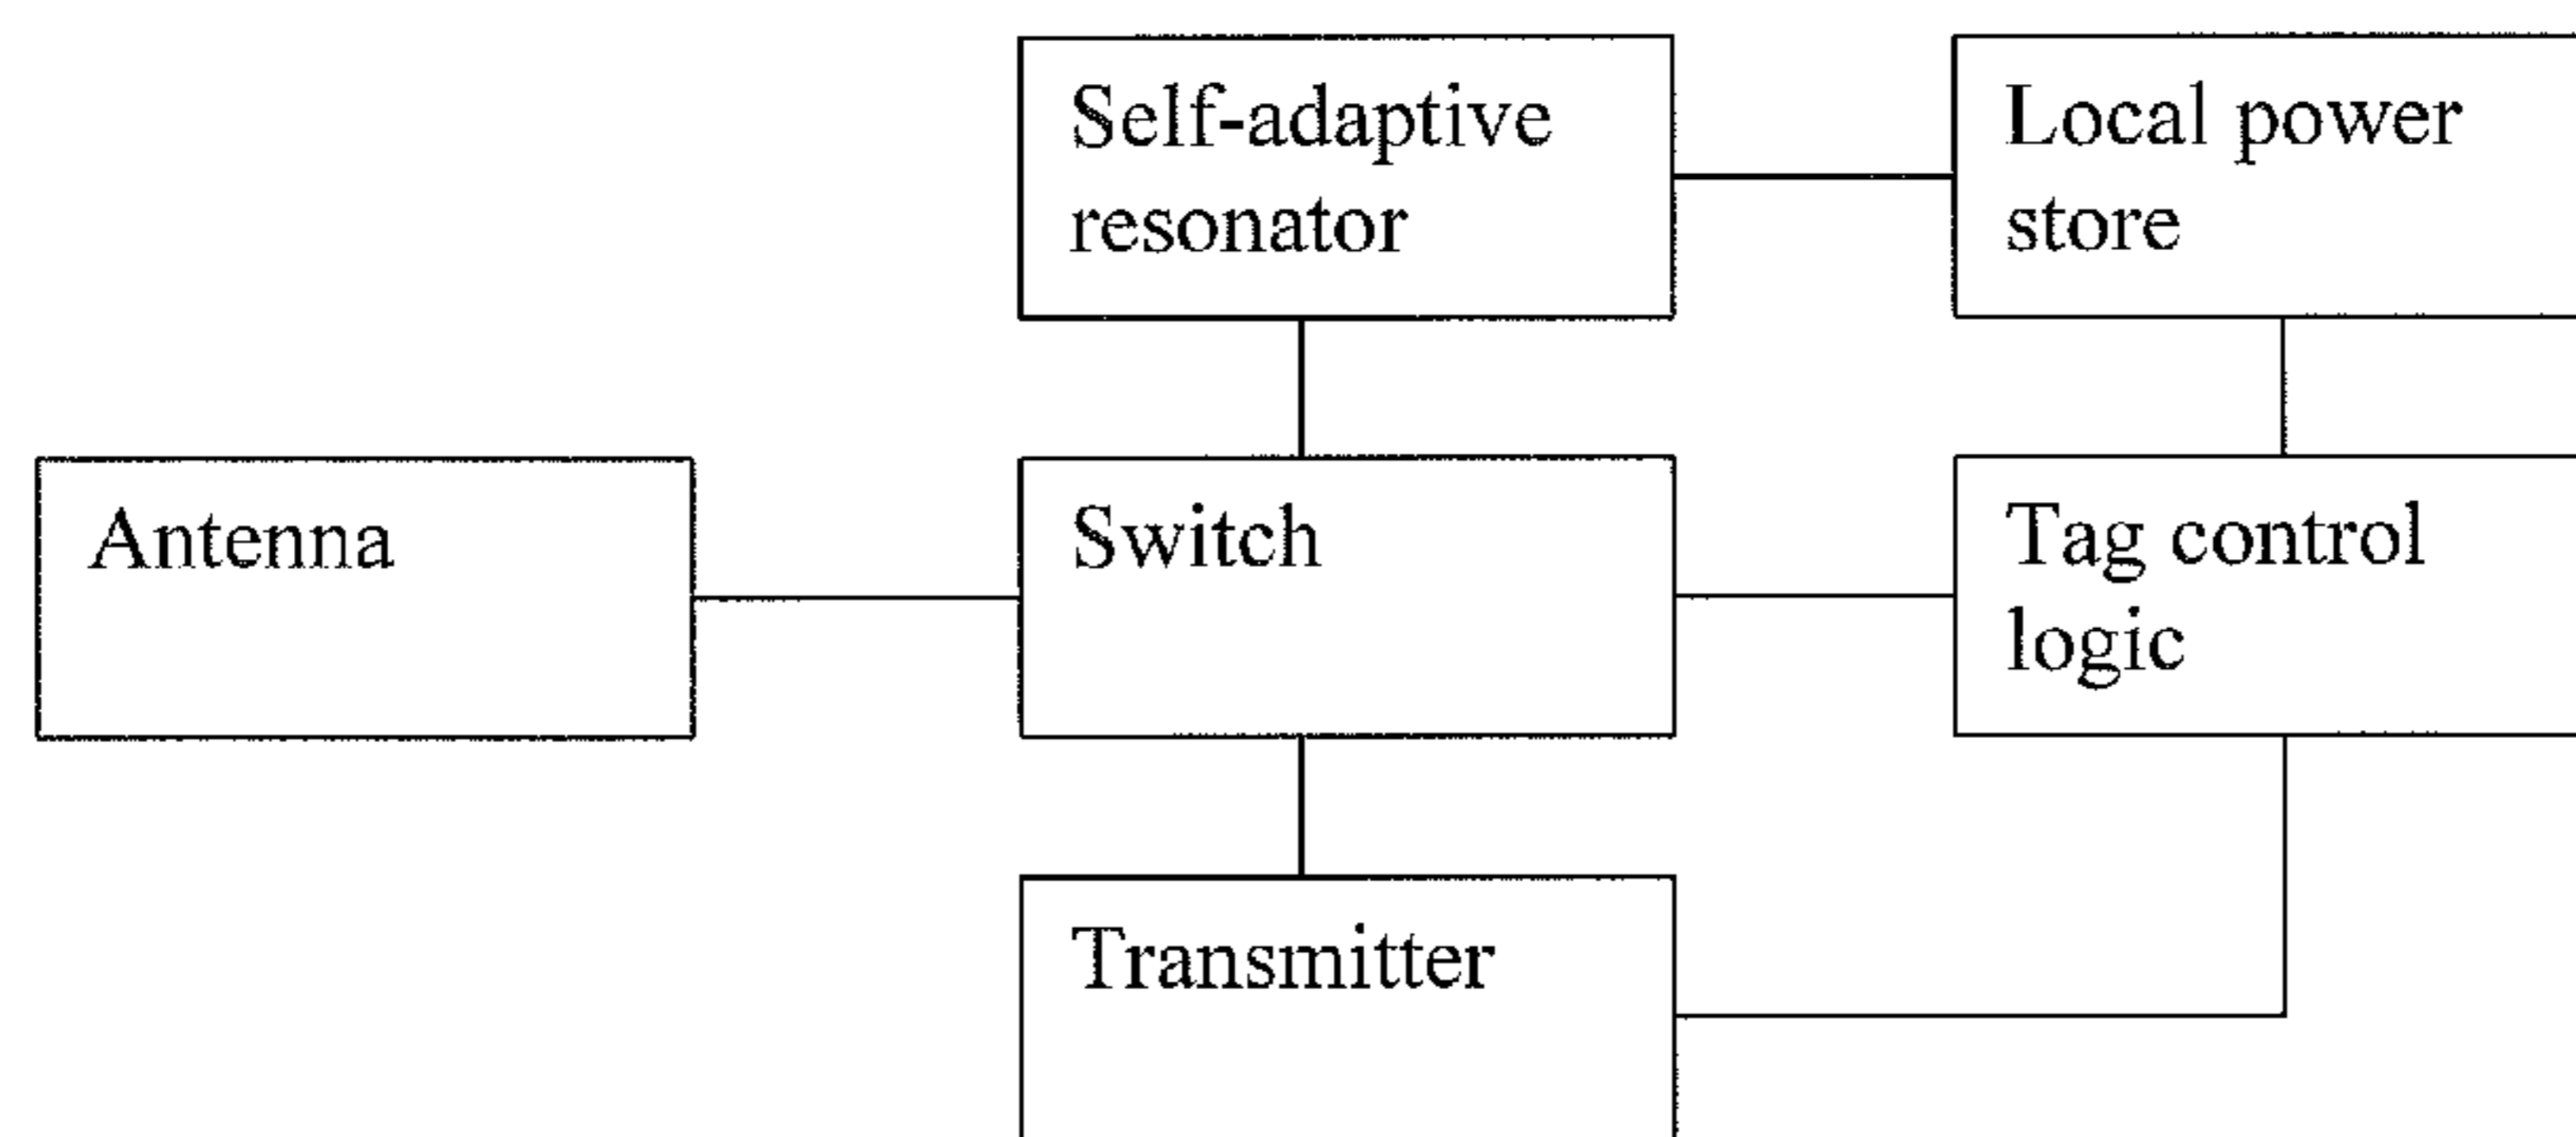 Self-adaptive
resonator
Local power
store
Antenna
Switch
Tag control
logic
Transmitter